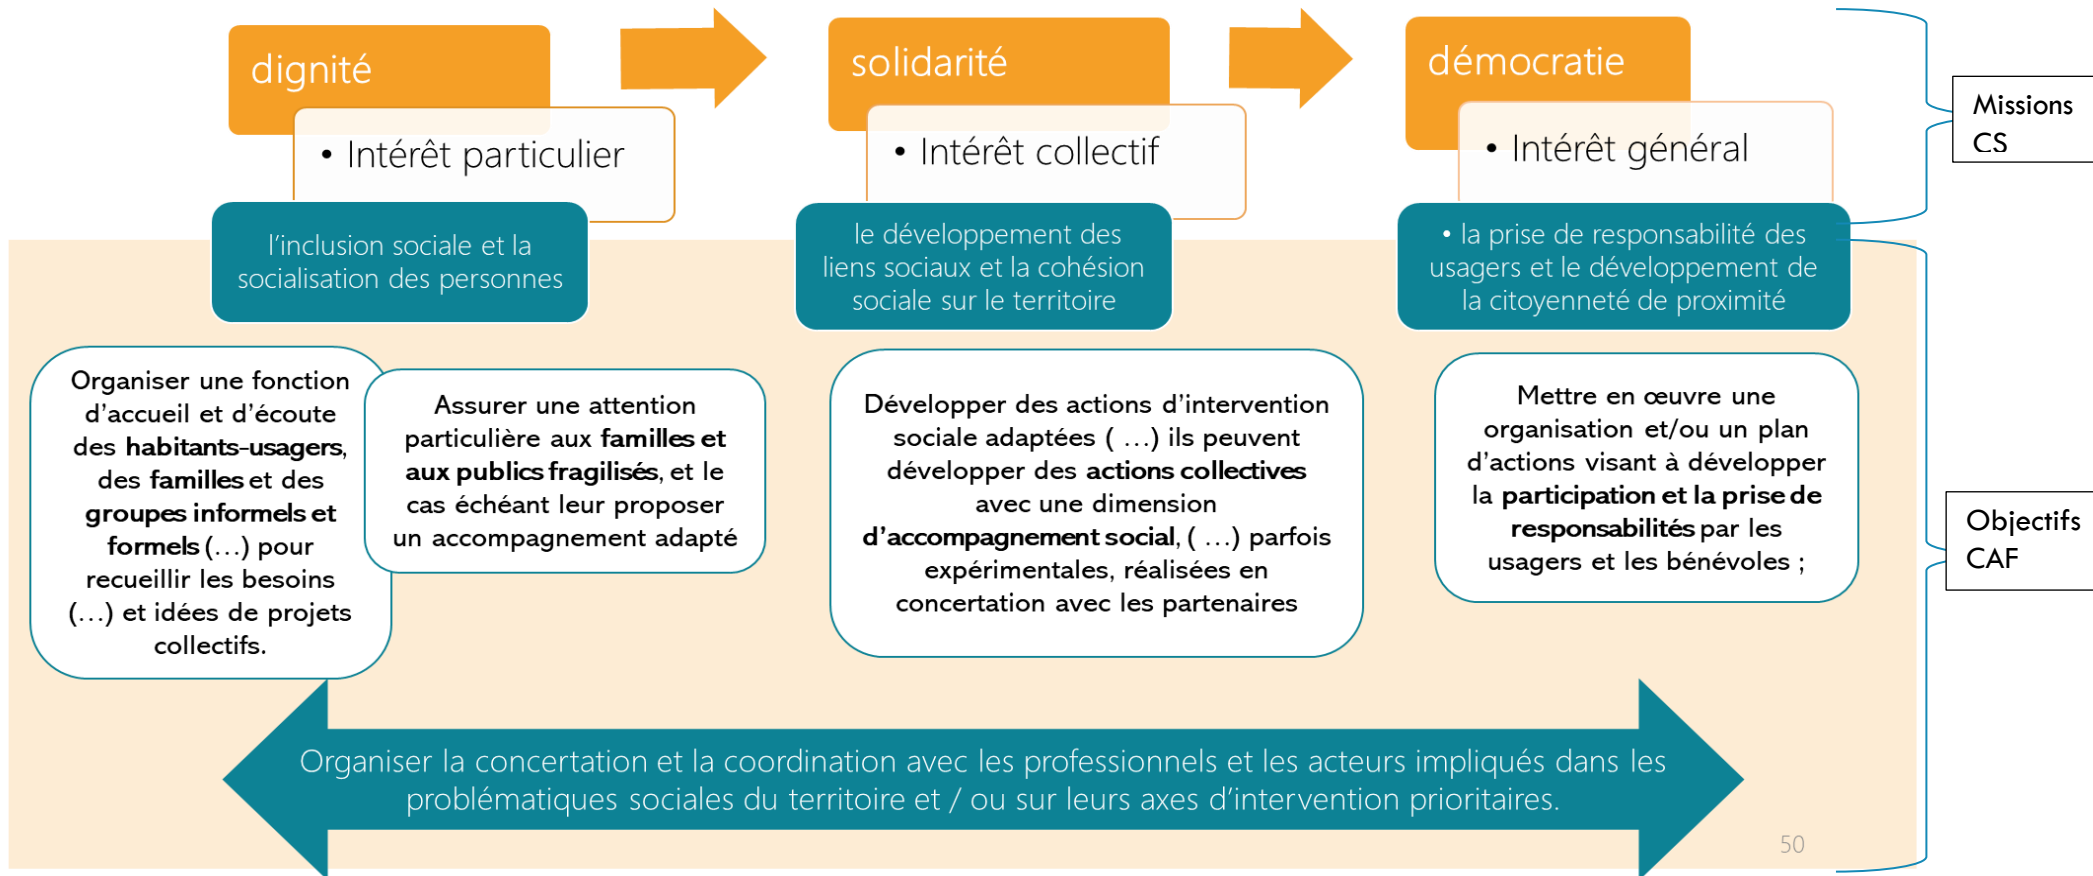 dignité
• Intérêt particulier
solidarité
• Intérêt collectif
démocratie
• Intérêt général
Missions
CS
l’inclusion sociale et la
socialisation des personnes
le développement des
liens sociaux et la cohésion
sociale sur le territoire
• la prise de responsabilité des
usagers et le développement de
la citoyenneté de proximité
Organiser une fonction
d’accueil et d’écoute
des habitants-usagers,
des familles et des
groupes informels et
formels (…) pour
recueillir les besoins
(…) et idées de projets
collectifs.
Assurer une attention
particulière aux familles et
aux publics fragilisés, et le
cas échéant leur proposer
un accompagnement adapté
Développer des actions d’intervention
sociale adaptées ( …) ils peuvent
développer des actions collectives
avec une dimension
d’accompagnement social, ( …) parfois
expérimentales, réalisées en
concertation avec les partenaires
Mettre en œuvre une
organisation et/ou un plan
d’actions visant à développer
la participation et la prise de
responsabilités par les
usagers et les bénévoles ;
Objectifs
CAF
Organiser la concertation et la coordination avec les professionnels et les acteurs impliqués dans les
problématiques sociales du territoire et / ou sur leurs axes d’intervention prioritaires.
50